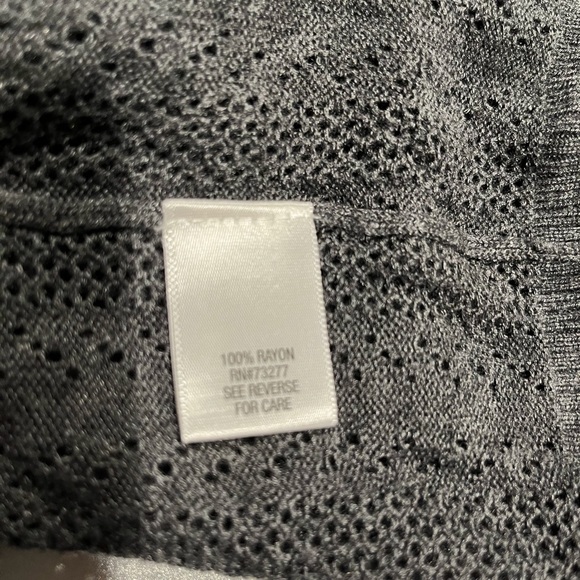 100% RAYON
RN#73277
SEE REVERSE
FOR CARE